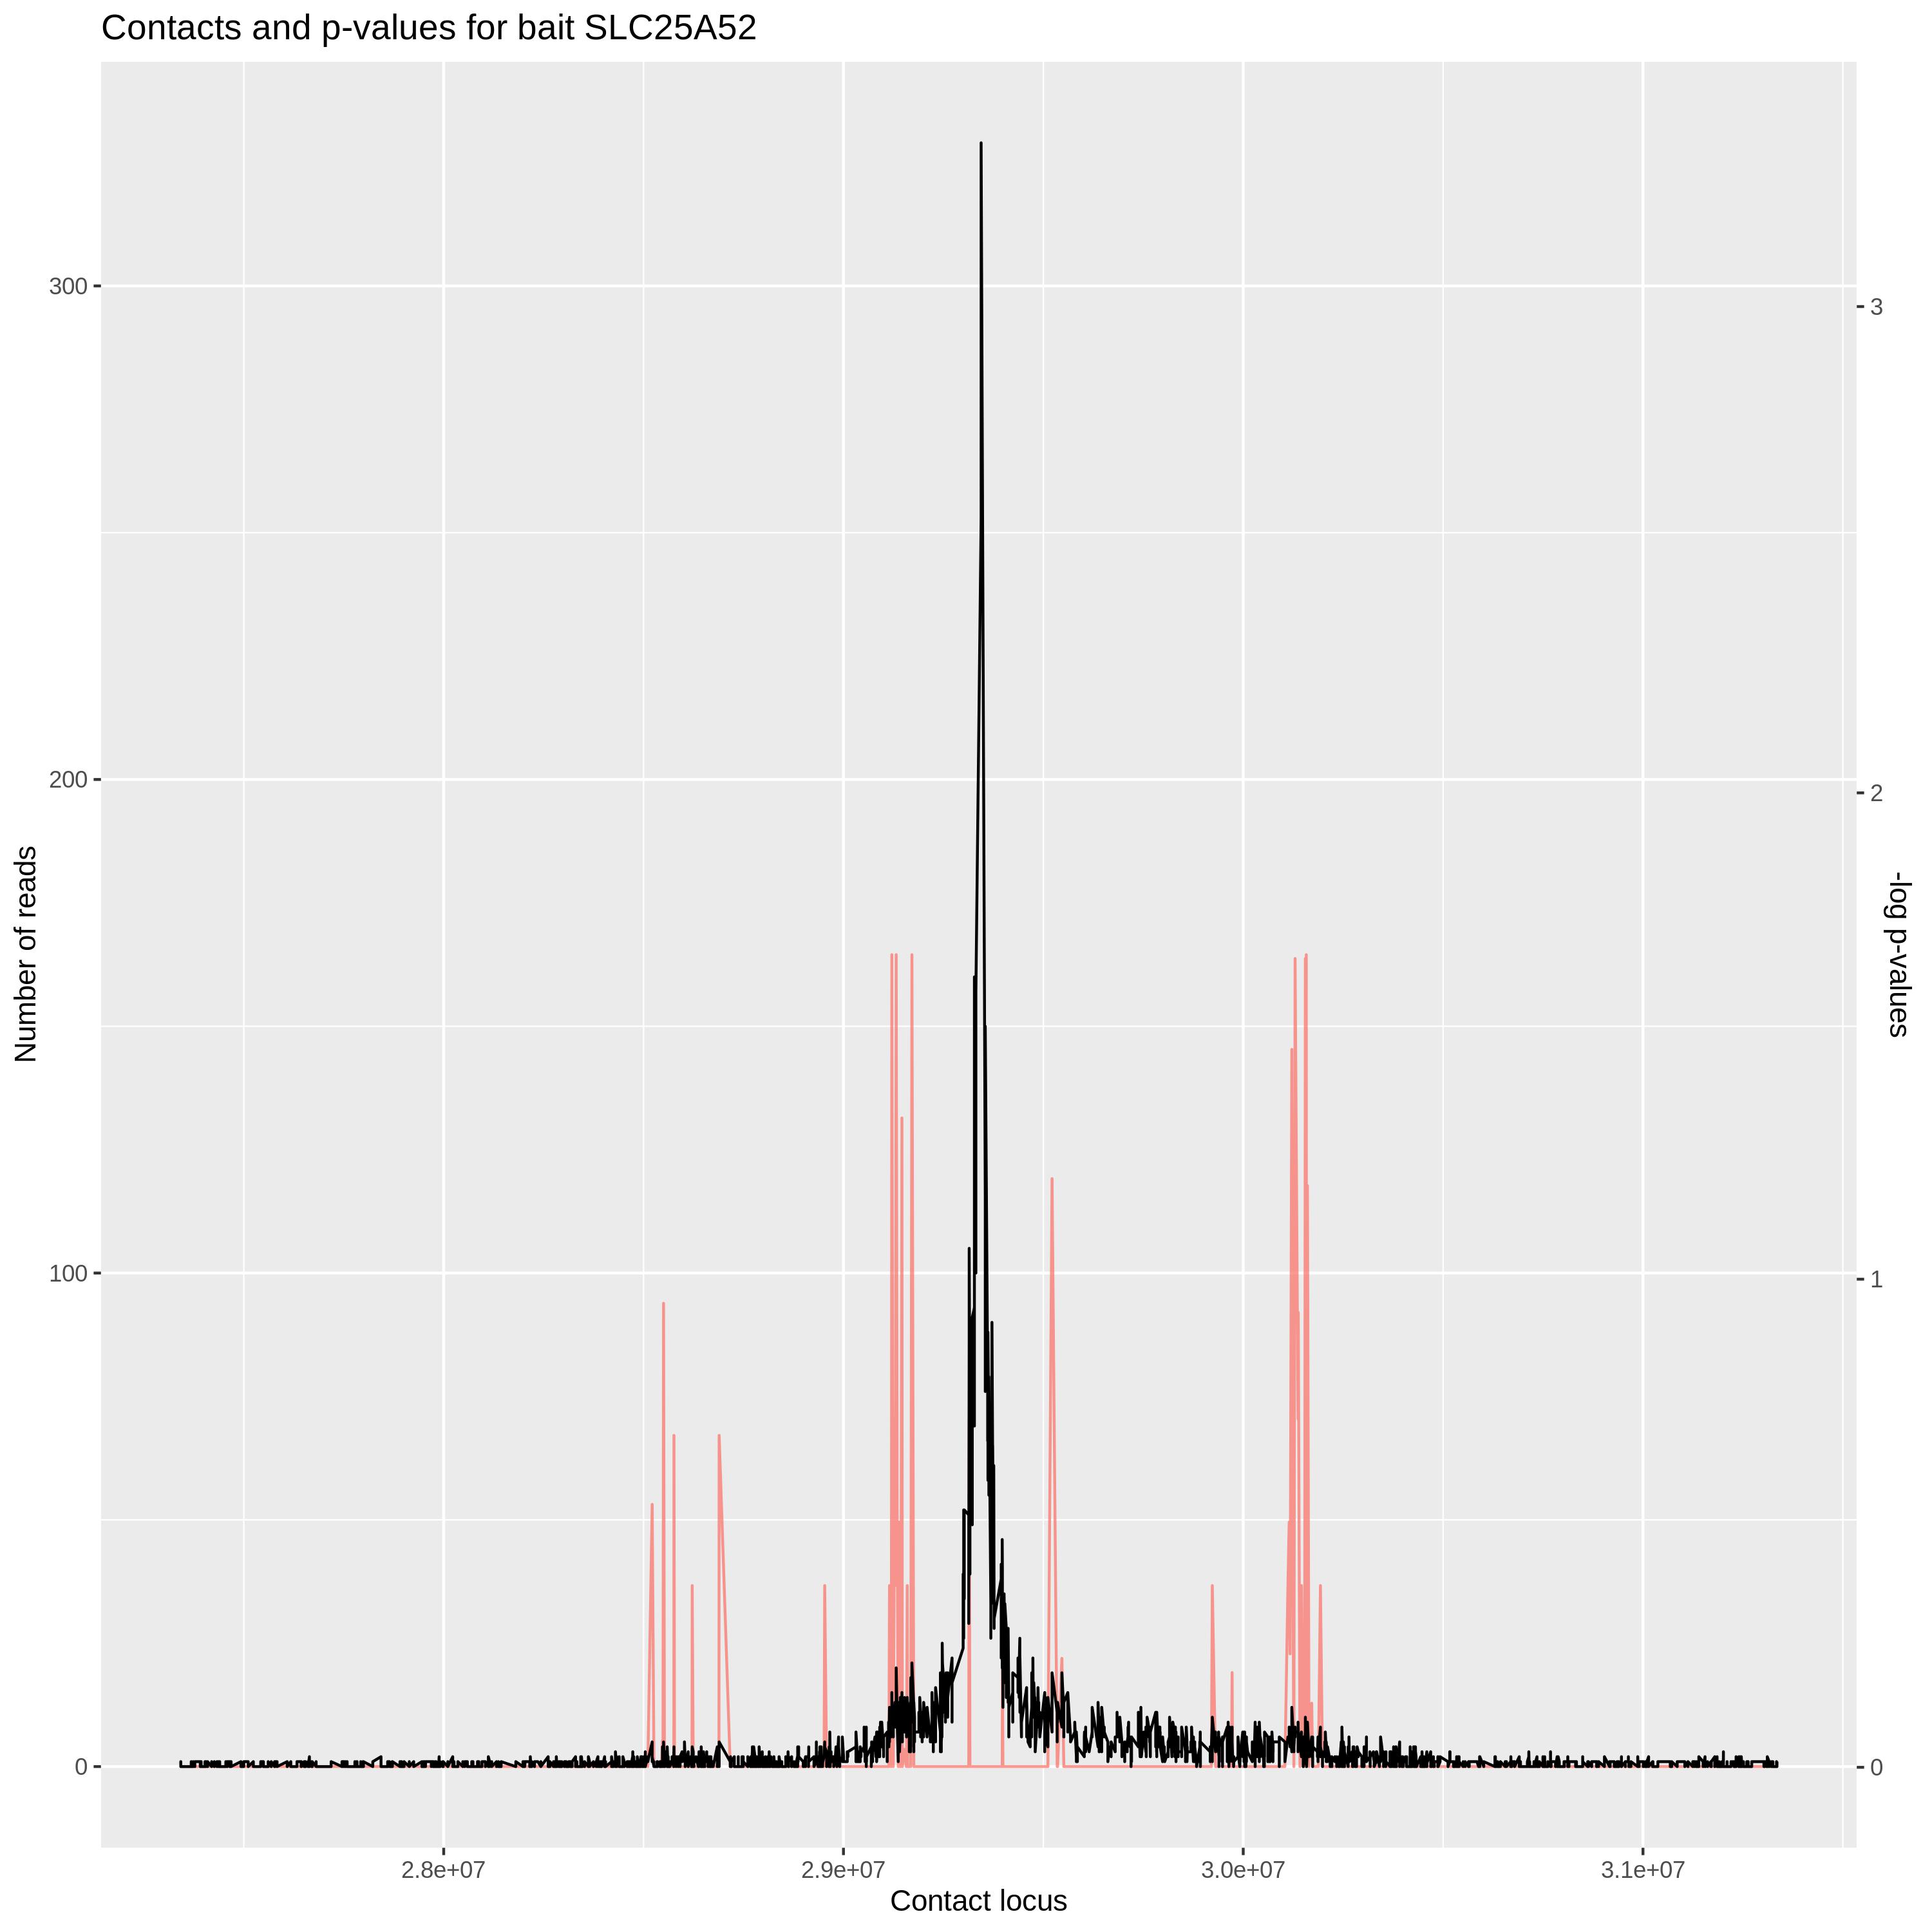 Contacts and p-values for bait SLC25A52
300
200
100
0
Number of reads
3
2
1
0
-log p-values
2.8e+07
2.9e+07
3.0e+07
3.1e+07
Contact locus